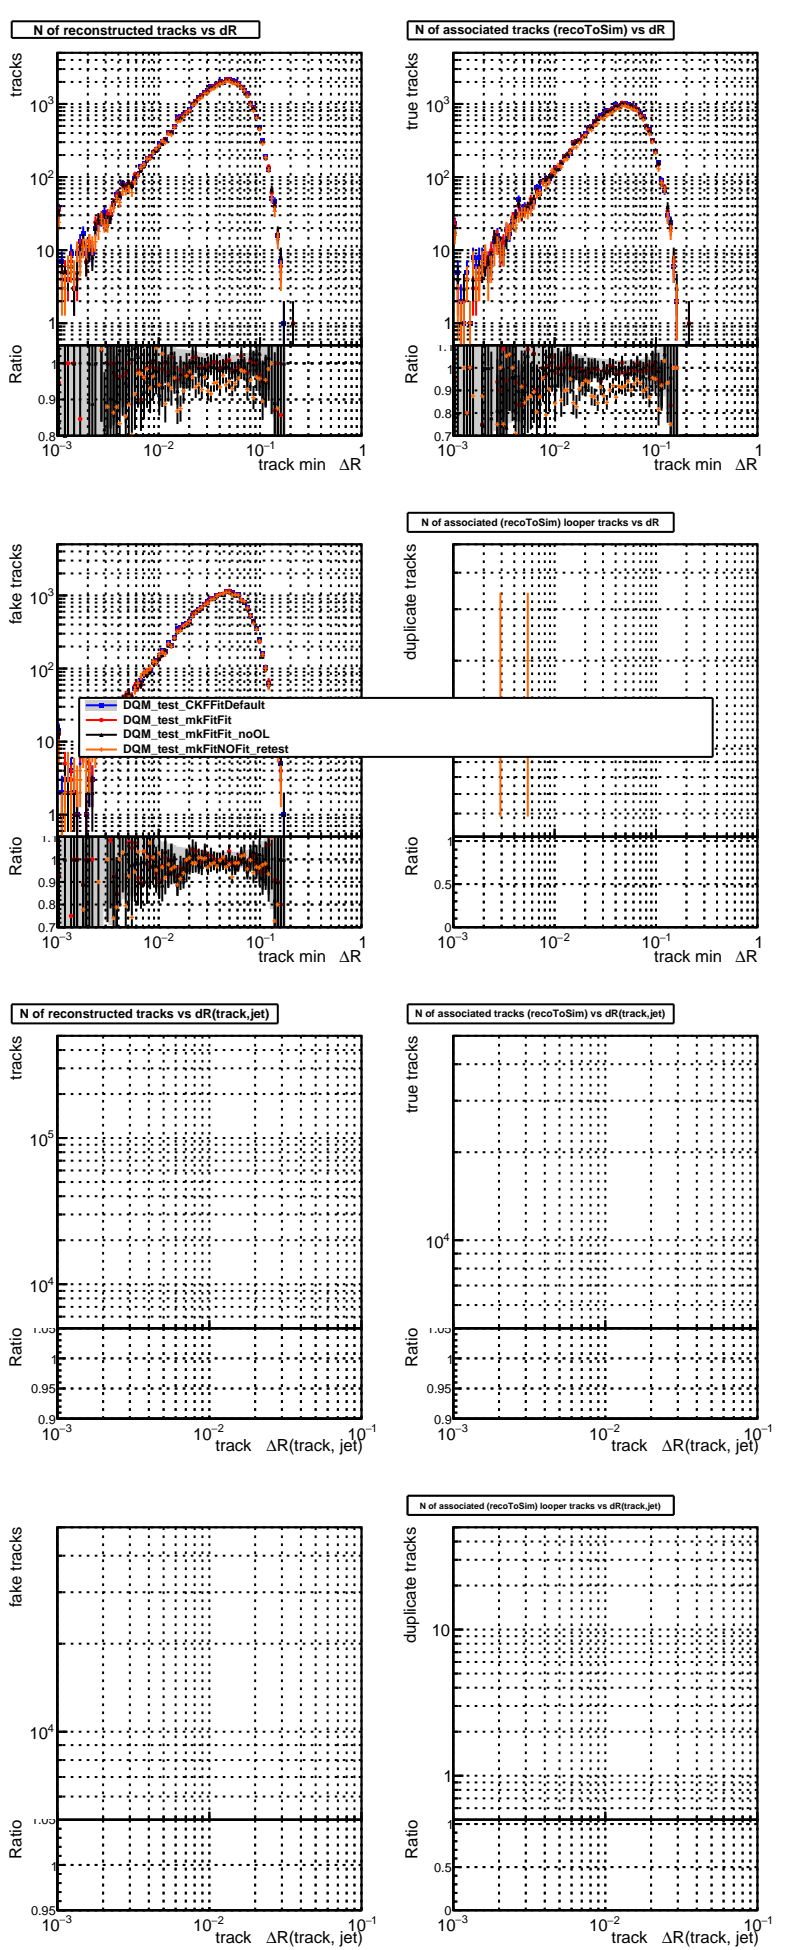 N of reconstructed tracks vs dR
tracks
10³
10²
10
1
Ratio
1
0.9
0.8
10⁻³
10⁻²
10⁻¹
1
track min ΔR
N of associated tracks (recoToSim) vs dR
true tracks
10³
10²
10
1
Ratio
1.1
1
0.9
0.8
0.7
10⁻³
10⁻²
10⁻¹
1
track min ΔR
fake tracks
10³
10²
10
1
Ratio
1.1
1
0.9
0.8
0.7
10⁻³
10⁻²
10⁻¹
1
track min ΔR
N of associated (recoToSim) looper tracks vs dR
duplicate tracks
Ratio
1
0.5
0
10⁻³
10⁻²
10⁻¹
1
track min ΔR
DQM_test_CKFFitDefault
DQM_test_mkFitFit
DQM_test_mkFitFit_noOL
DQM_test_mkFitNOFit_retest
N of reconstructed tracks vs dR(track,jet)
tracks
10⁵
10⁴
Ratio
1.05
1
0.95
0.9
10⁻³
10⁻²
10⁻¹
track ΔR(track, jet)
N of associated tracks (recoToSim) vs dR(track,jet)
true tracks
10⁴
Ratio
1.05
1
0.95
0.9
10⁻³
10⁻²
10⁻¹
track ΔR(track, jet)
fake tracks
10⁴
Ratio
1.05
1
0.95
10⁻³
10⁻²
10⁻¹
track ΔR(track, jet)
N of associated (recoToSim) looper tracks vs dR(track,jet)
duplicate tracks
10
1
Ratio
1
0.5
0
10⁻³
10⁻²
10⁻¹
track ΔR(track, jet)